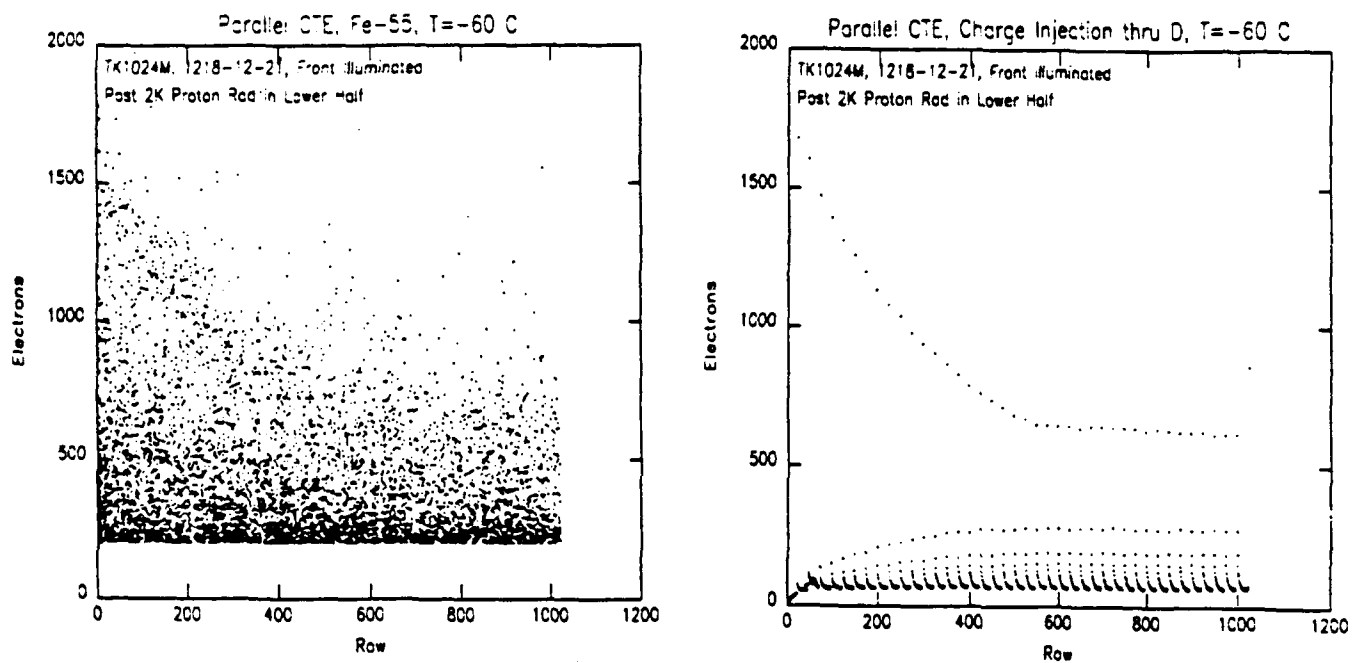 Parallel CTE, Fe-55, T=-60 C
2000
TK1024M, 1218-12-21, Front Illuminated
Post 2K Proton Rad in Lower Half
1500
1000
500
0
Electrons
0 200 400 600 800 1000 1200
Row
Parallel CTE, Charge Injection thru D, T=-60 C
2000
TK1024M, 1218-12-21, Front Illuminated
Post 2K Proton Rad in Lower Half
1500
1000
500
0
Electrons
0 200 400 600 800 1000 1200
Row